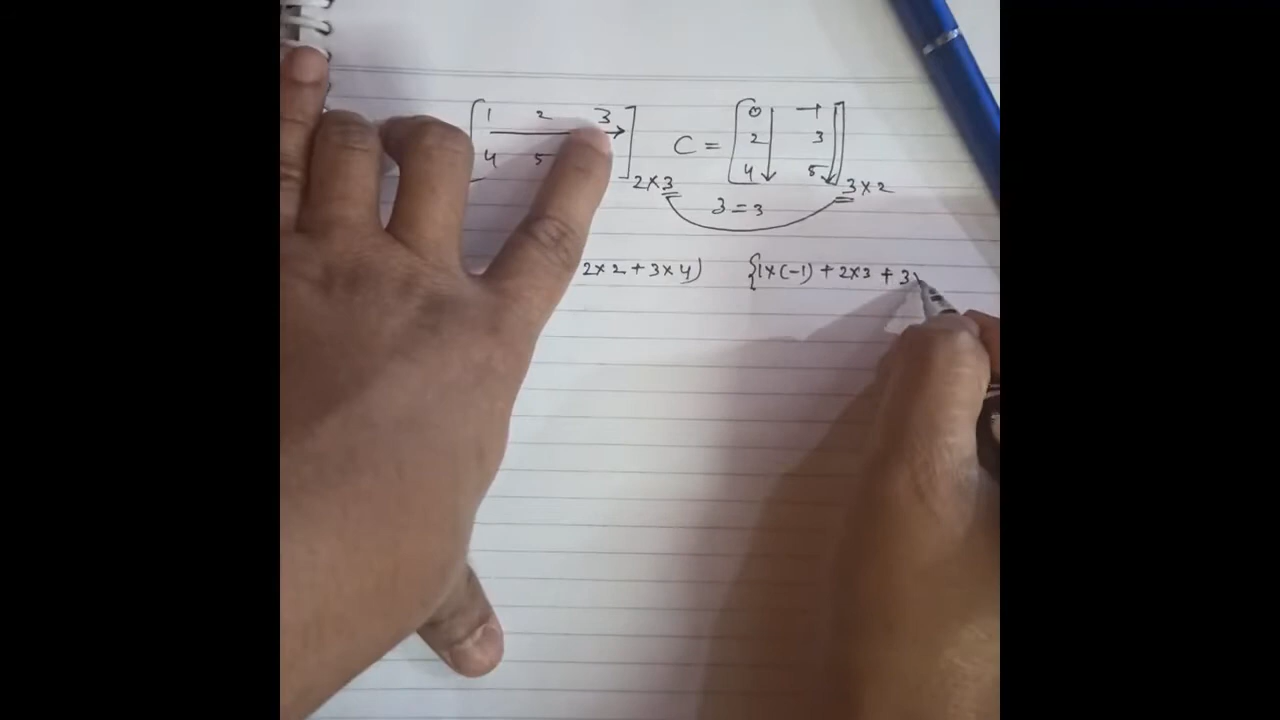 1 2 3
4 5
2×3
C =
0 -1
2 3
4 5
3×2
3 = 3
2×2 + 3×4) {1×(-1) + 2×3 + 3